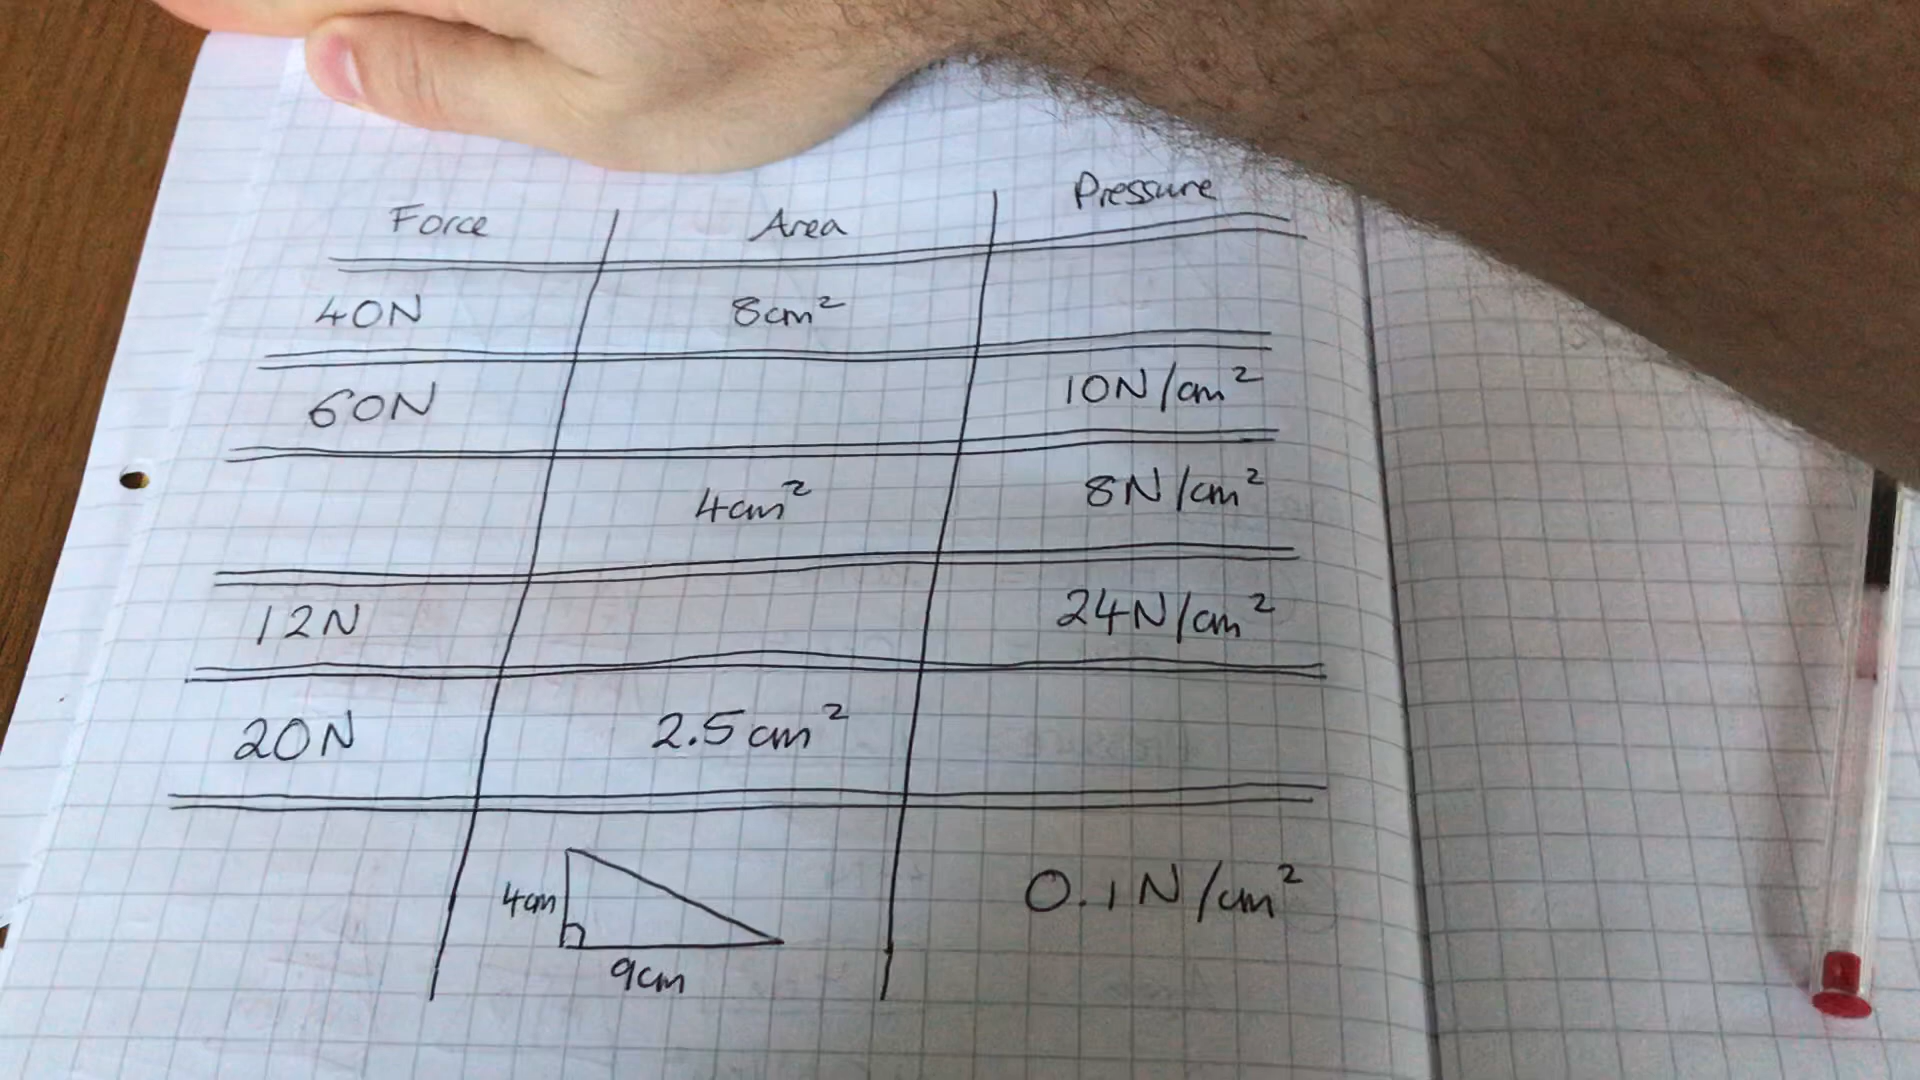 Force Area Pressure
40N 8cm²
60N 10N/cm²
4cm² 8N/cm²
12N 24N/cm²
20N 2.5cm²
4cm 0.1N/cm²
9cm